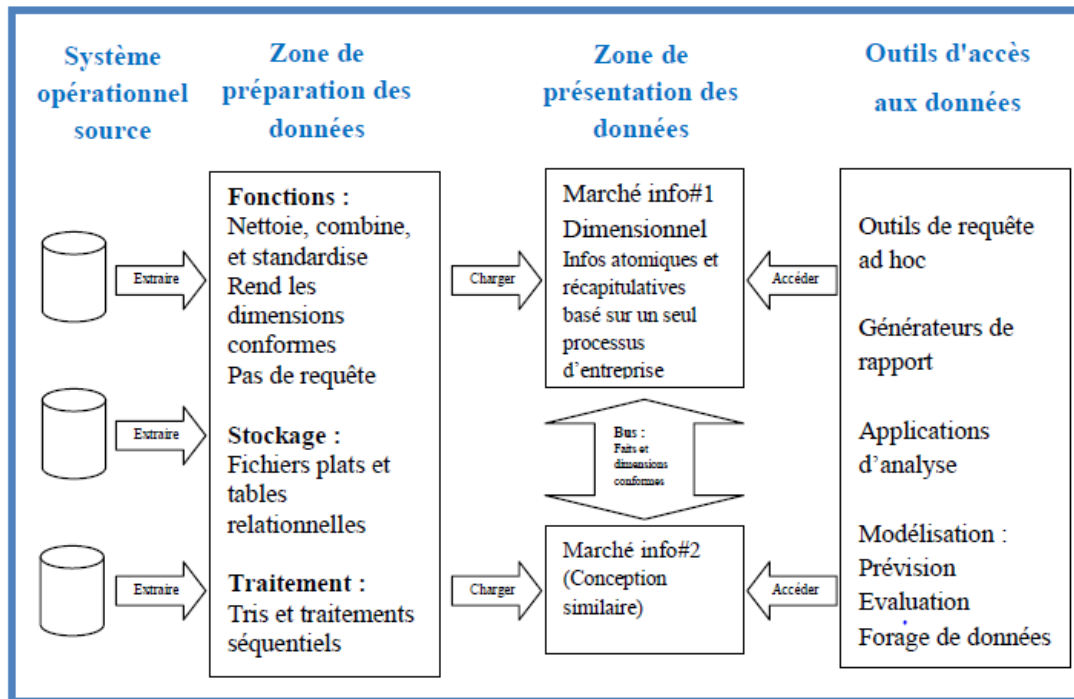 Système
opérationnel
source
Zone de
préparation des
données
Zone de
présentation des
données
Outils d'accès
aux données
Extraire
Extraire
Extraire
Fonctions :
Nettoie, combine,
et standardise
Rend les
dimensions
conformes
Pas de requête
Stockage :
Fichiers plats et
tables
relationnelles
Traitement :
Tris et traitements
séquentiels
Charger
Charger
Marché info#1
Dimensionnel
Infos atomiques et
récapitulatives
basé sur un seul
processus
d’entreprise
Bus :
Faits et
dimensions
conformes
Marché info#2
(Conception
similaire)
Accéder
Accéder
Outils de requête
ad hoc
Générateurs de
rapport
Applications
d’analyse
Modélisation :
Prévision
Evaluation
Forage de données